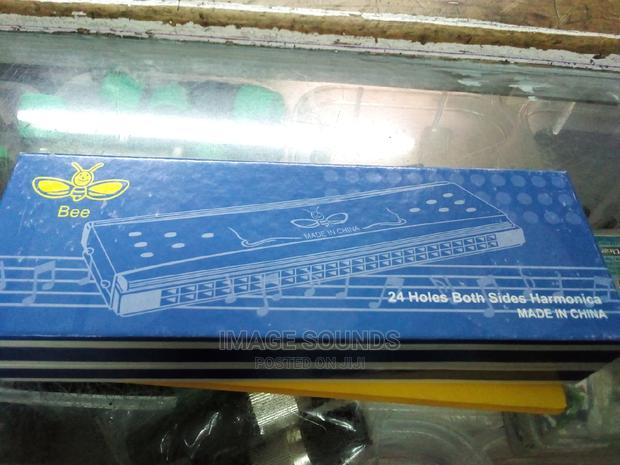 Bee
MADE IN CHINA
24 Holes Both Sides Harmonica
MADE IN CHINA
IMAGE SOUNDS
POSTED ON JIJI